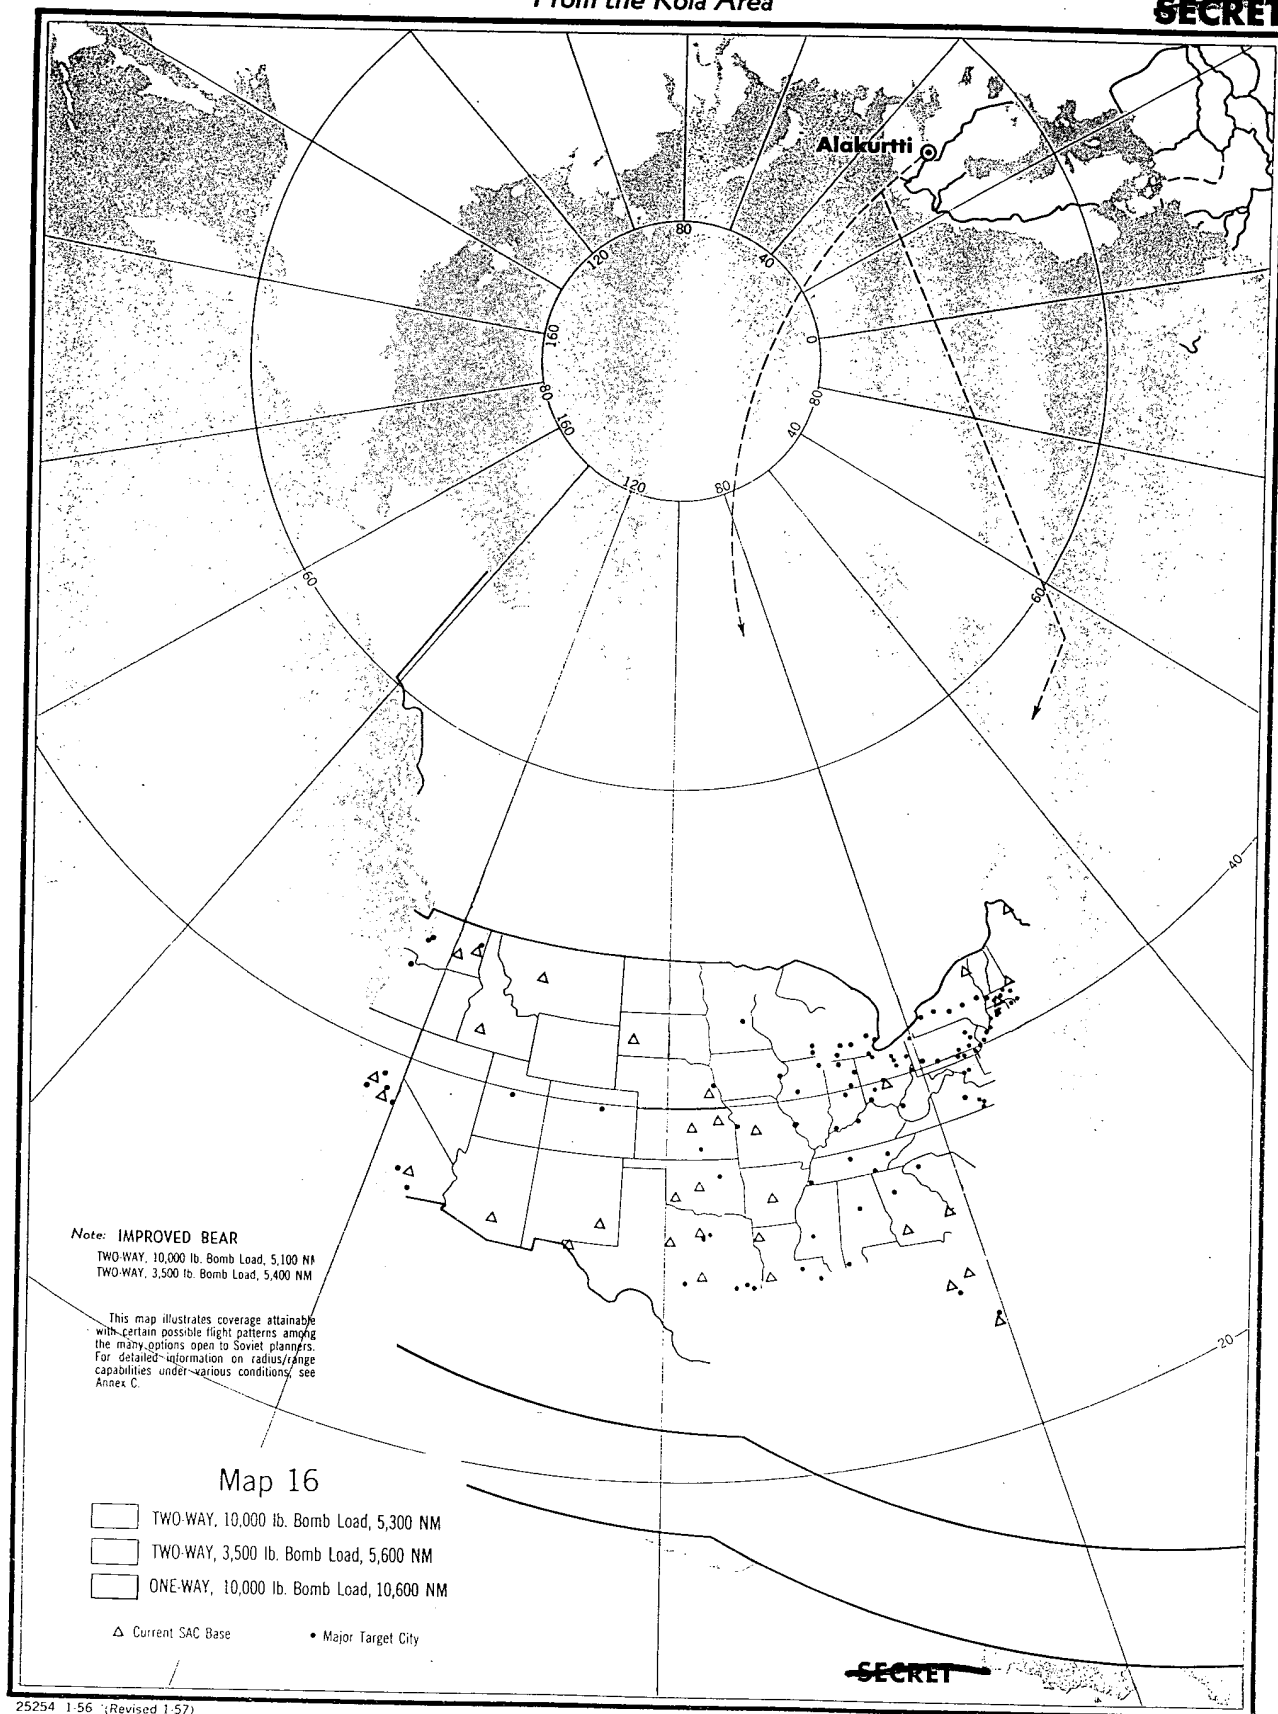 From the Kola Area
SECRET
Alakurtti
80
120
40
160
0
80
80
160
40
120
80
60
60
40
20
Note: IMPROVED BEAR
TWO-WAY, 10,000 lb. Bomb Load, 5,100 NM
TWO-WAY, 3,500 lb. Bomb Load, 5,400 NM
This map illustrates coverage attainable
with certain possible flight patterns among
the many options open to Soviet planners.
For detailed information on radius/range
capabilities under various conditions, see
Annex C.
Map 16
TWO-WAY, 10,000 lb. Bomb Load, 5,300 NM
TWO-WAY, 3,500 lb. Bomb Load, 5,600 NM
ONE-WAY, 10,000 lb. Bomb Load, 10,600 NM
Current SAC Base
Major Target City
SECRET
25254 1-56 (Revised 1-57)